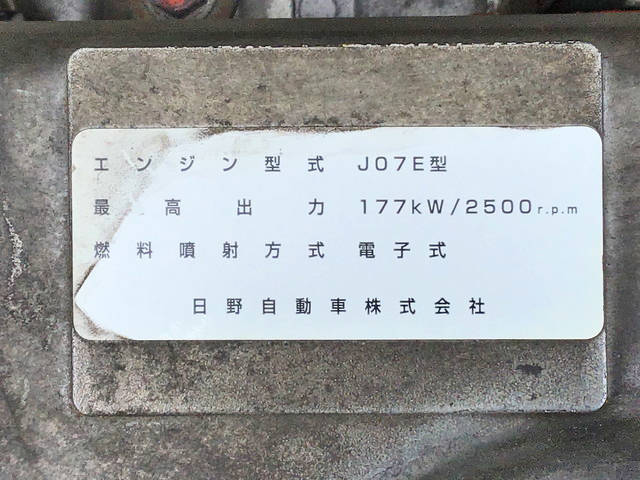 エンジン型式 J07E型
最高出力 177kW/2500r.p.m
燃料噴射方式 電子式
日野自動車株式会社